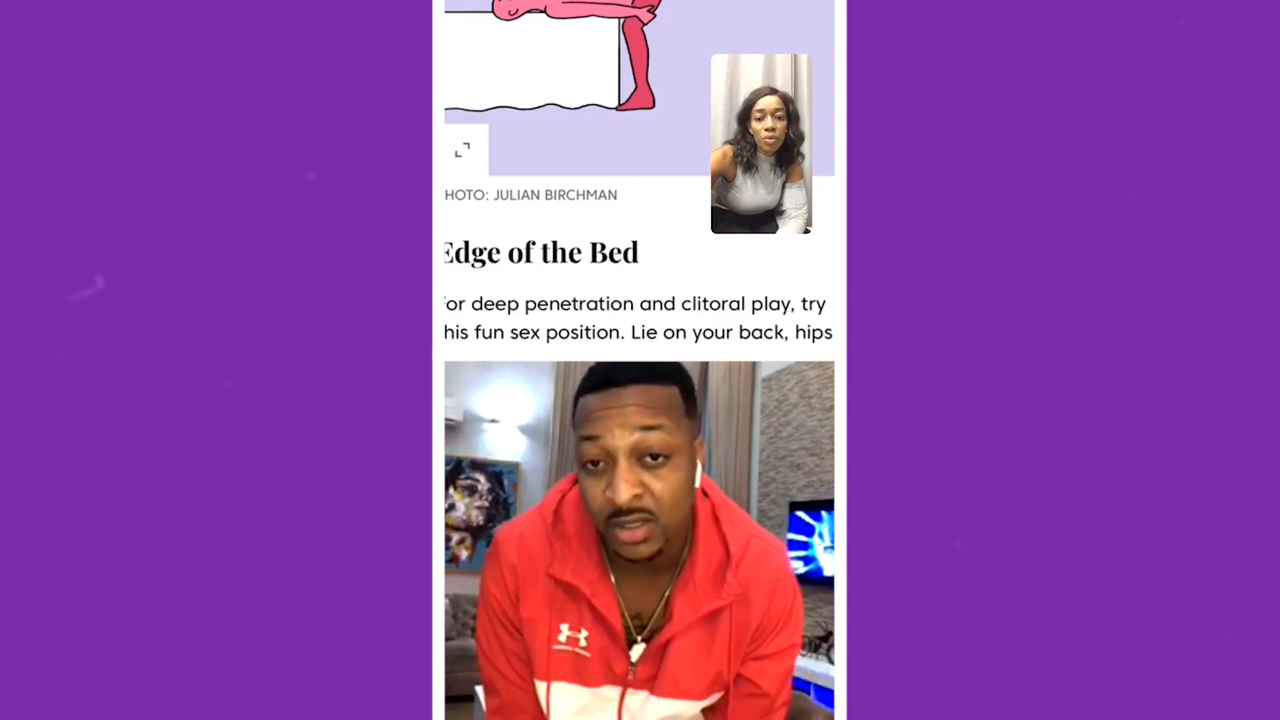 HOTO: JULIAN BIRCHMAN
Edge of the Bed
or deep penetration and clitoral play, try
his fun sex position. Lie on your back, hips